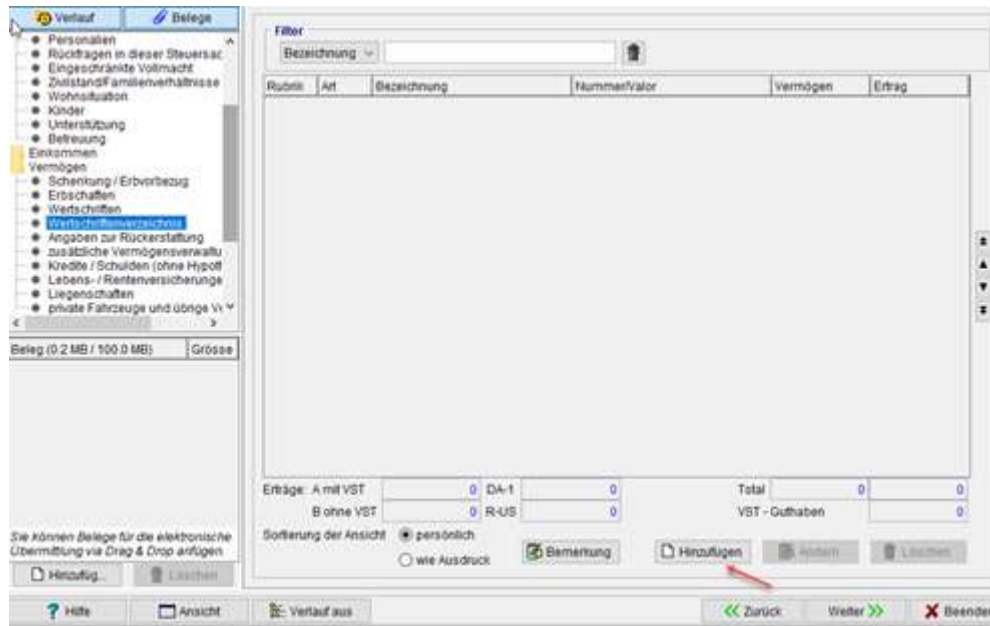 Verlauf Belege
Personalien
Rückfragen in dieser Steuersac
Eingeschränkte Vollmacht
Zivilstand/Familienverhältnisse
Wohnsituation
Kinder
Unterstützung
Betreuung
Einkommen
Vermögen
Schenkung / Erbvorbezug
Erbschaften
Wertschriften
Wertschriftenverzeichnis
Angaben zur Rückerstattung
zusätzliche Vermögensverwaltu
Kredite / Schulden (ohne Hypoth
Lebens- / Rentenversicherunge
Liegenschaften
private Fahrzeuge und übrige Ve
Beleg (0.2 MB / 100.0 MB) Grösse
Sie können Belege für die elektronische
Übermittlung via Drag & Drop anfügen.
Hinzufüg... Löschen
Filter
Bezeichnung
Rubrik Art Bezeichnung Nummer/Valor Vermögen Ertrag
Erträge: A mit VST 0 DA-1 0 Total 0 0
B ohne VST 0 R-US 0 VST - Guthaben 0
Sortierung der Ansicht persönlich
wie Ausdruck
Bemerkung Hinzufügen Ändern Löschen
Hilfe Ansicht Verlauf aus Zurück Weiter Beenden